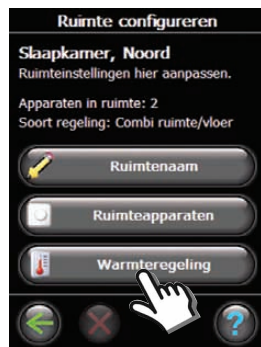 Ruimte configureren
Slaapkamer, Noord
Ruimteinstellingen hier aanpassen.
Apparaten in ruimte: 2
Soort regeling: Combi ruimte/vloer
Ruimtenaam
Ruimteapparaten
Warmteregeling
?